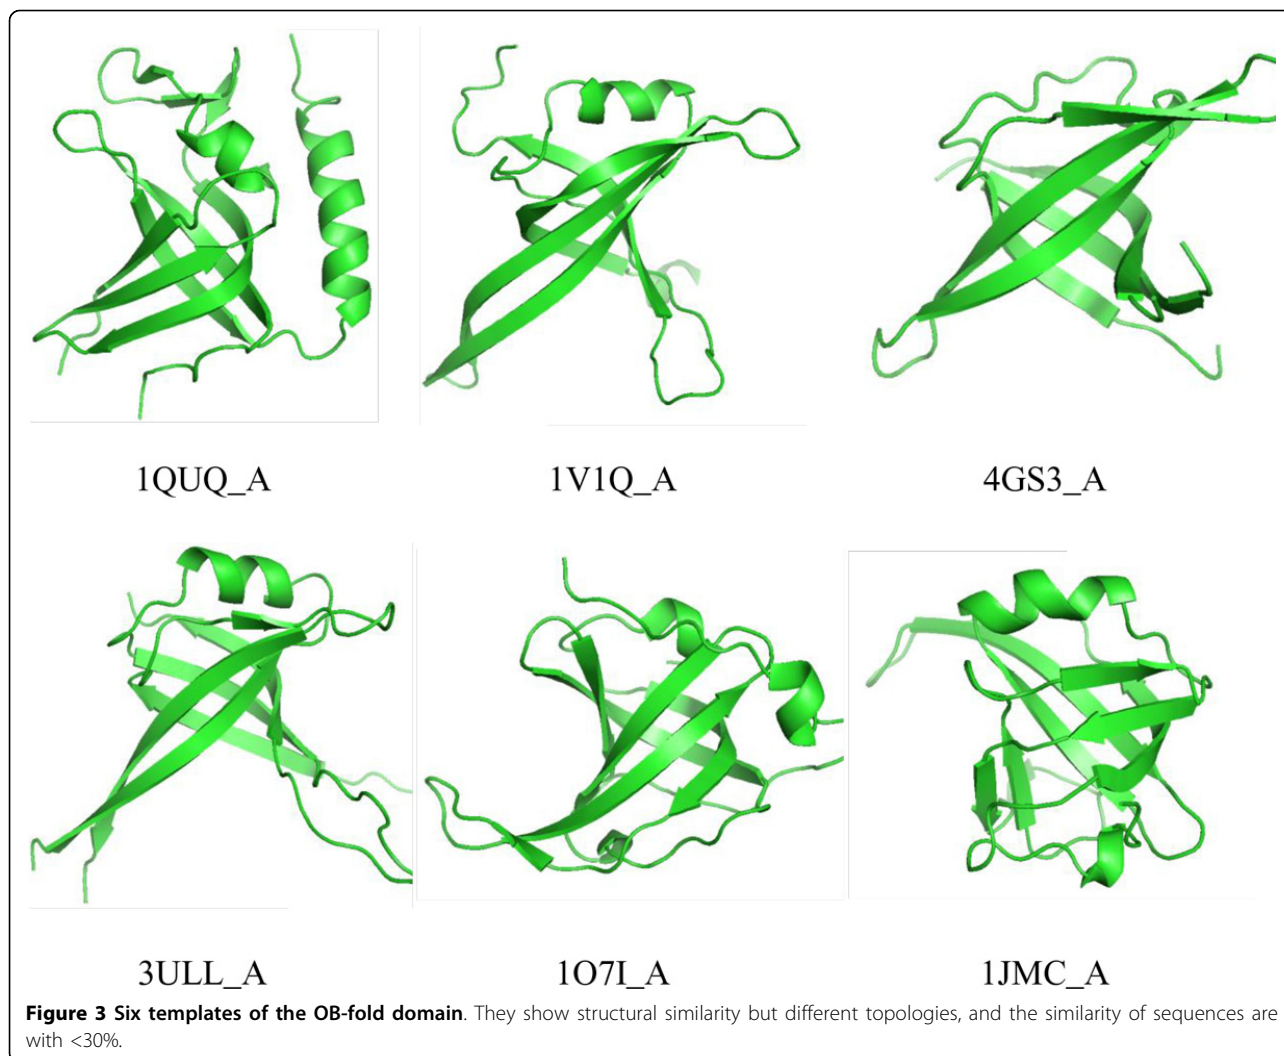 1QUQ_A
1V1Q_A
4GS3_A
3ULL_A
1O7I_A
1JMC_A
Figure 3 Six templates of the OB-fold domain. They show structural similarity but different topologies, and the similarity of sequences are
with <30%.